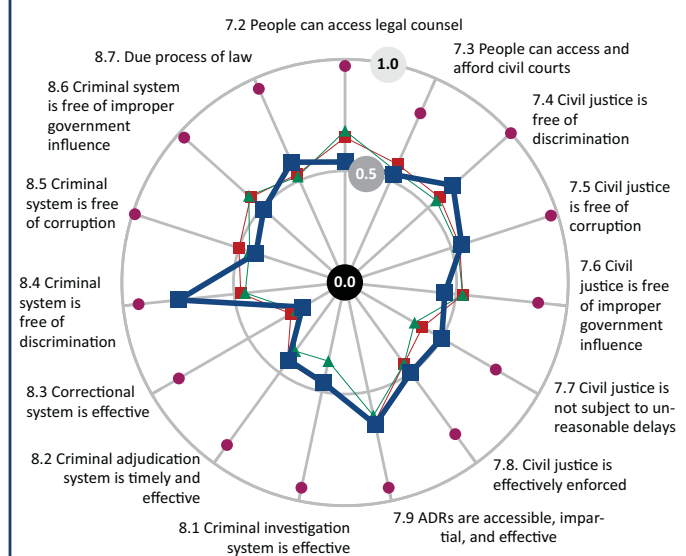 7.2 People can access legal counsel
7.3 People can access and
afford civil courts
7.4 Civil justice is
free of
discrimination
7.5 Civil justice
is free of
corruption
7.6 Civil
justice is free
of improper
government
influence
7.7 Civil justice is
not subject to un-
reasonable delays
7.8. Civil justice is
effectively enforced
7.9 ADRs are accessible, impar-
tial, and effective
8.1 Criminal investigation
system is effective
8.2 Criminal adjudication
system is timely and
effective
8.3 Correctional
system is effective
8.4 Criminal
system is
free of
discrimination
8.5 Criminal
system is free
of corruption
8.6 Criminal system
is free of improper
government
influence
8.7. Due process of law
1.0
0.5
0.0